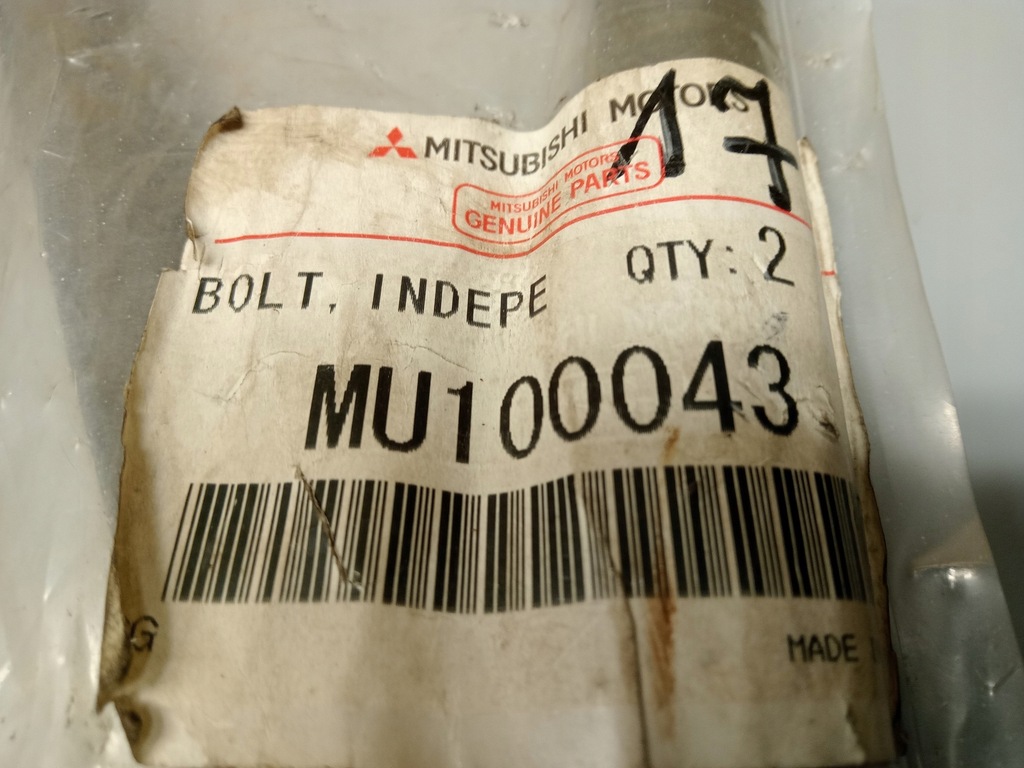 MITSUBISHI MOTORS
17
MITSUBISHI MOTORS
GENUINE PARTS
BOLT, INDEPE QTY: 2
MU100043
G
MADE